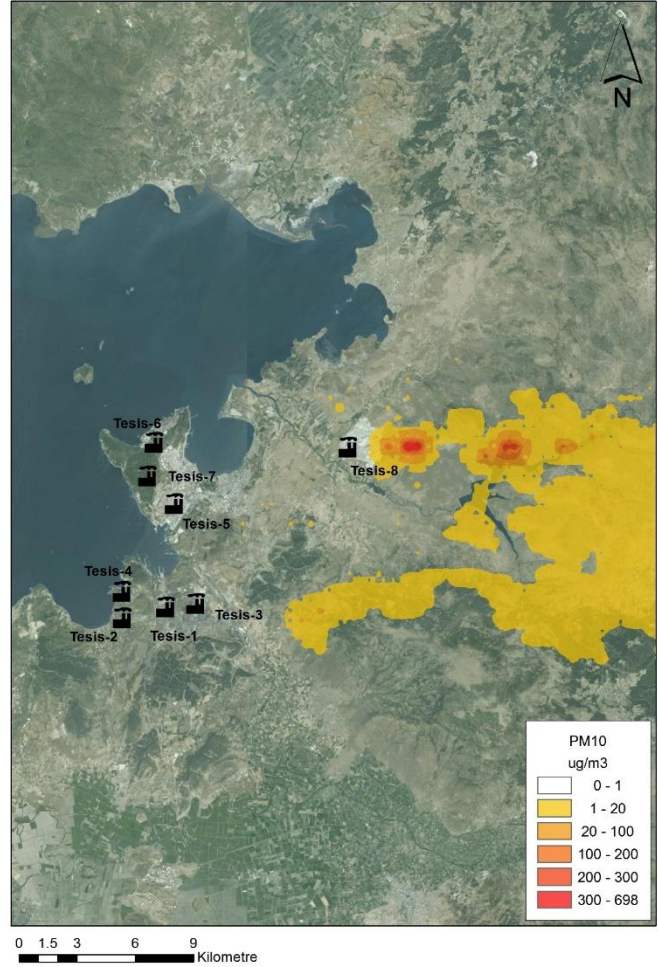 N
Tesis-6
Tesis-7
Tesis-8
Tesis-5
Tesis-4
Tesis-3
Tesis-2
Tesis-1
PM10
ug/m3
0 - 1
1 - 20
20 - 100
100 - 200
200 - 300
300 - 698
0 1.5 3 6 9
Kilometre